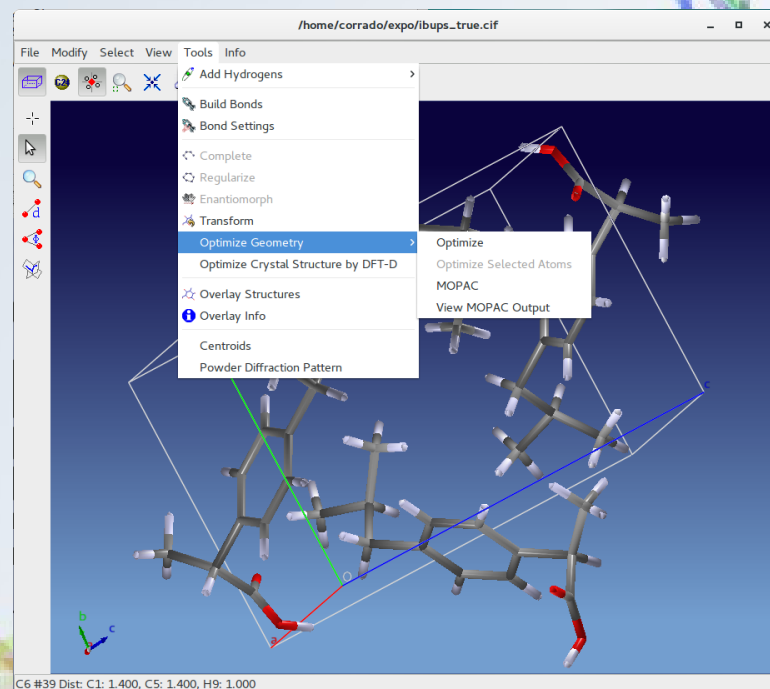 /home/corrado/expo/ibups_true.cif
File Modify Select View Tools Info
Add Hydrogens
Build Bonds
Bond Settings
Complete
Regularize
Enantiomorph
Transform
Optimize Geometry
Optimize Crystal Structure by DFT-D
Overlay Structures
Overlay Info
Centroids
Powder Diffraction Pattern
Optimize
Optimize Selected Atoms
MOPAC
View MOPAC Output
d
c
O
a
b
c
C6 #39 Dist: C1: 1.400, C5: 1.400, H9: 1.000